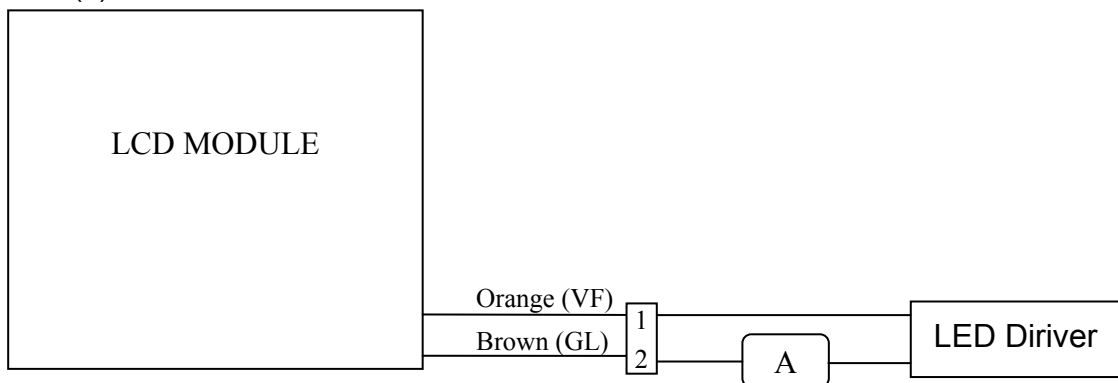 LCD MODULE
Orange (VF)
1
Brown (GL)
2
A
LED Diriver